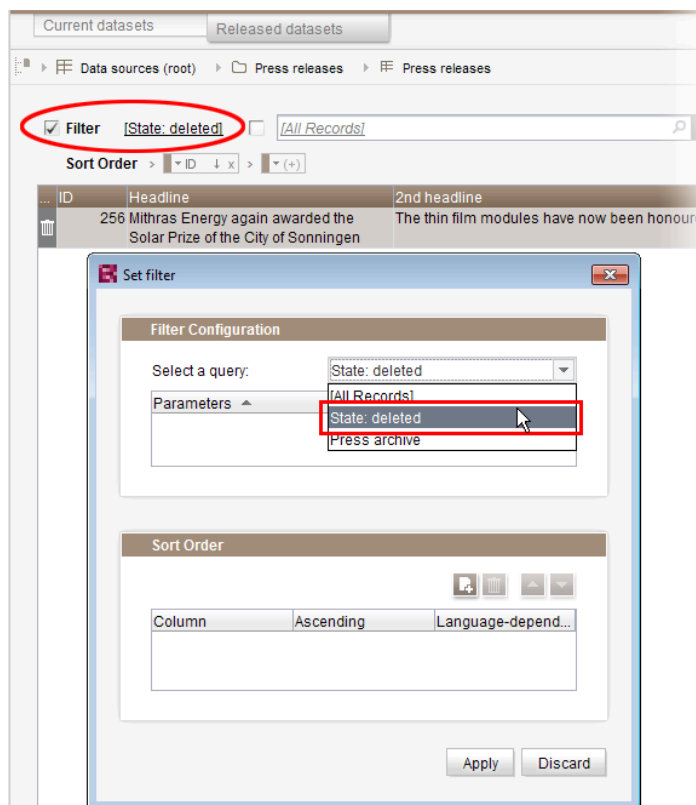 Current datasets
Released datasets
Data sources (root) Press releases Press releases
Filter [State: deleted] [All Records]
Sort Order > ID ↓ x > (+)
... ID Headline 2nd headline
256 Mithras Energy again awarded the The thin film modules have now been honour
Solar Prize of the City of Sonningen
Set filter
Filter Configuration
Select a query: State: deleted
[All Records]
Parameters
State: deleted
Press archive
Sort Order
Column Ascending Language-depend...
Apply Discard